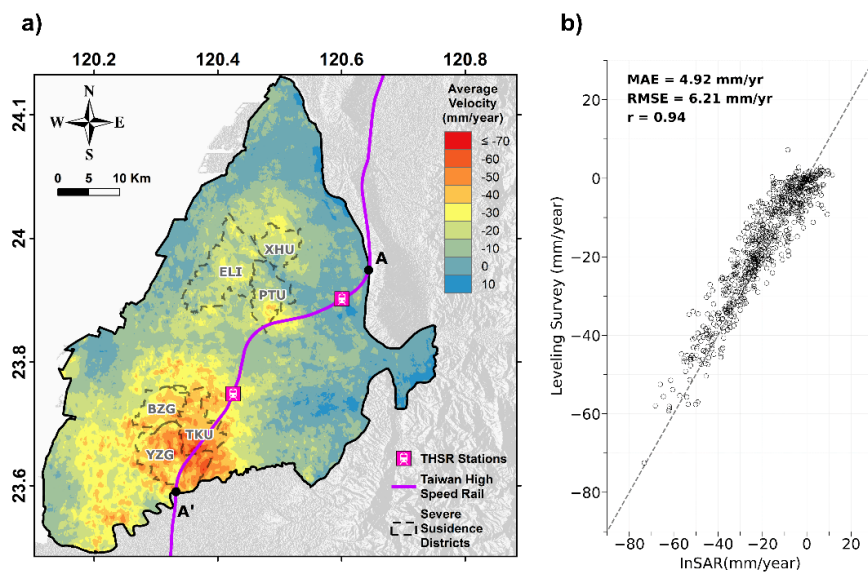 a)
120.2 120.4 120.6 120.8
24.1
24
23.8
23.6
N
W E
S
0 5 10 Km
Average
Velocity
(mm/year)
≤ -70
-60
-50
-40
-30
-20
-10
0
10
XHU
ELI
PTU
A
BZG
TKU
YZG
A'
THSR Stations
Taiwan High
Speed Rail
Severe
Susidence
Districts
b)
MAE = 4.92 mm/yr
RMSE = 6.21 mm/yr
r = 0.94
Leveling Survey (mm/year)
20
0
−20
−40
−60
−80
−80 −60 −40 −20 0 20
InSAR(mm/year)